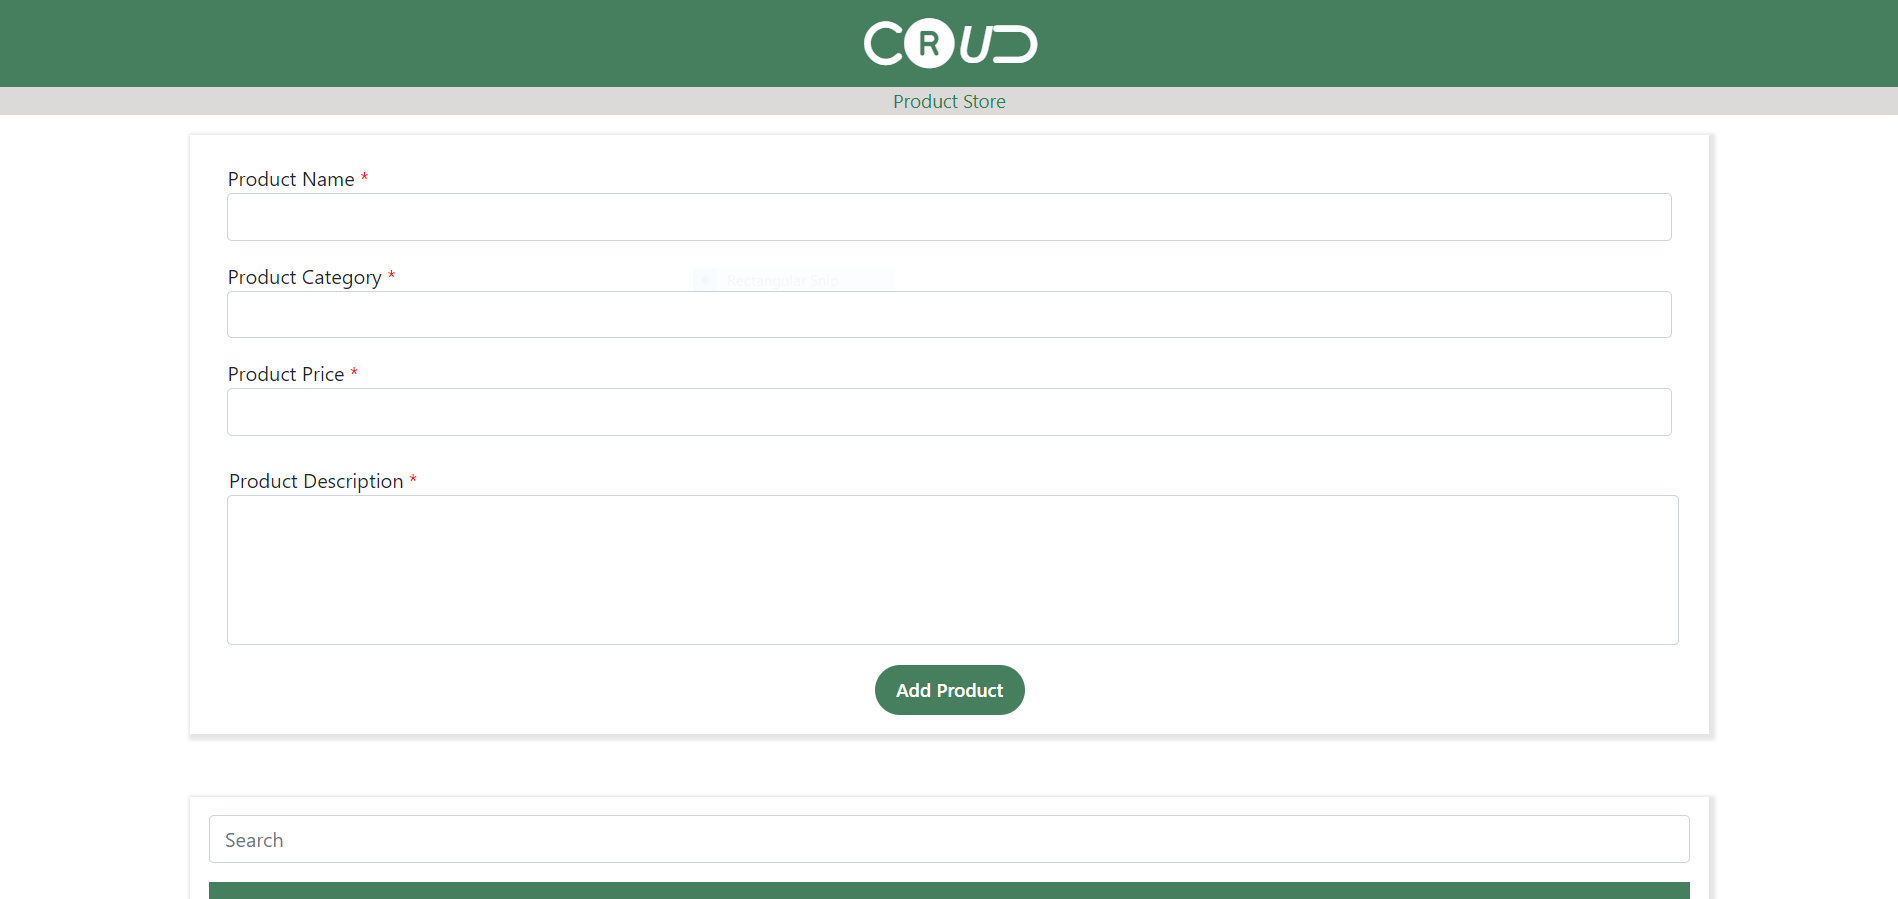 CRUD
Product Store
Product Name *
Product Category *
Rectangular Snip
Product Price *
Product Description *
Add Product
Search